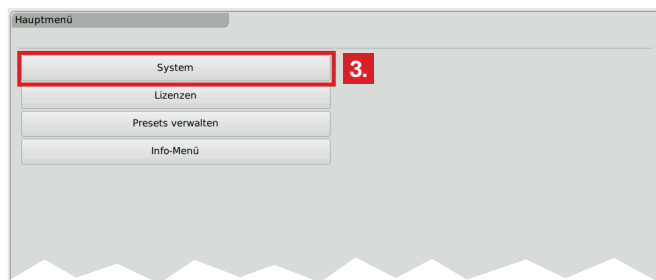 Hauptmenü
System
3.
Lizenzen
Presets verwalten
Info-Menü